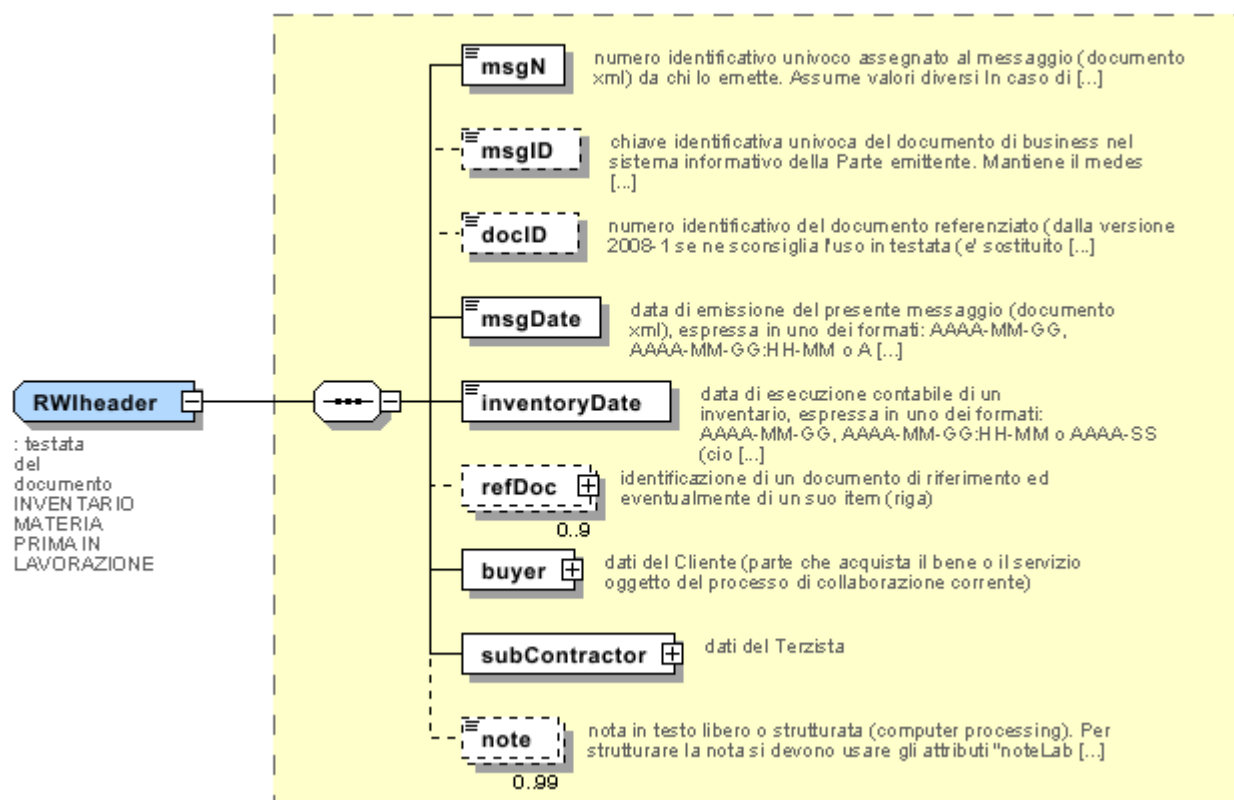 msgN
numero identificativo univoco assegnato al messaggio (documento
xml) da chi lo emette. Assume valori diversi In caso di [...]
msgID
chiave identificativa univoca del documento di business nel
sistema informativo della Parte emittente. Mantiene il medes
[...]
docID
numero identificativo del documento referenziato (dalla versione
2008-1 se ne sconsiglia l'uso in testata (e' sostituito [...]
msgDate
data di emissione del presente messaggio (documento
xml), espressa in uno dei formati: AAAA-MM-GG,
AAAA-MM-GG:HH-MM o A [...]
RWIheader
: testata
del
documento
INVENTARIO
MATERIA
PRIMA IN
LAVORAZIONE
inventoryDate
data di esecuzione contabile di un
inventario, espressa in uno dei formati:
AAAA-MM-GG, AAAA-MM-GG:HH-MM o AAAA-SS
(cio [...]
refDoc
0..9
identificazione di un documento di riferimento ed
eventualmente di un suo item (riga)
buyer
dati del Cliente (parte che acquista il bene o il servizio
oggetto del processo di collaborazione corrente)
subContractor
dati del Terzista
note
0..99
nota in testo libero o strutturata (computer processing). Per
strutturare la nota si devono usare gli attributi "noteLab [...]